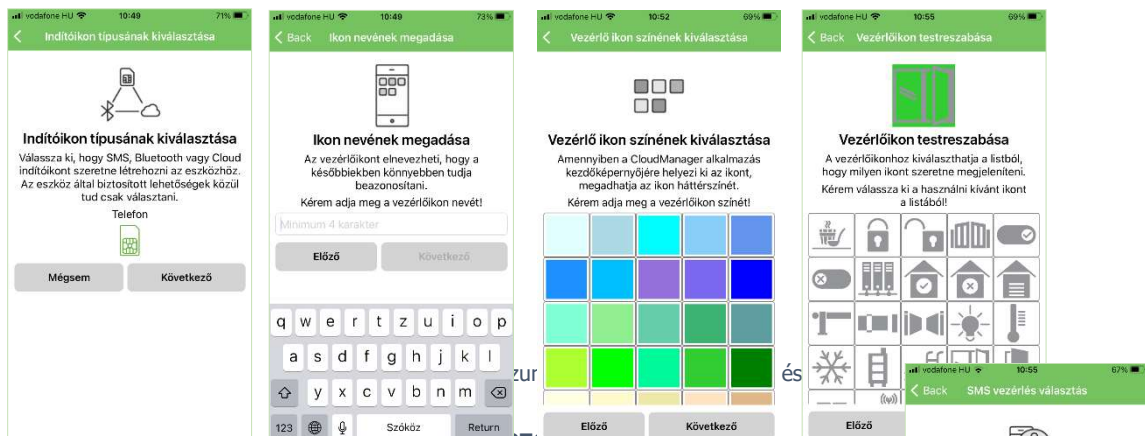 vodafone HU 10:49 71%
Indítóikon típusának kiválasztása
Indítóikon típusának kiválasztása
Válassza ki, hogy SMS, Bluetooth vagy Cloud
indítóikont szeretne létrehozni az eszközhöz.
Az eszköz által biztosított lehetőségek közül
tud csak választani.
Telefon
Mégsem Következő
vodafone HU 10:49 73%
Back Ikon nevének megadása
Ikon nevének megadása
Az vezérlőikont elnevezheti, hogy a
későbbiekben könnyebben tudja
beazonosítani.
Kérem adja meg a vezérlőikon nevét!
Minimum 4 karakter
Előző Következő
q w e r t z u i o p
a s d f g h j k l
y x c v b n m
123 Szóköz Return
vodafone HU 10:52 69%
Vezérlő ikon színének kiválasztása
Vezérlő ikon színének kiválasztása
Amennyiben a CloudManager alkalmazás
kezdőképernyőjére helyezi ki az ikont,
megadhatja az ikon háttérszínét.
Kérem adja meg a vezérlőikon színét!
Előző Következő
vodafone HU 10:55 69%
Back Vezérlőikon testreszabása
Vezérlőikon testreszabása
A vezérlőikonhoz kiválaszthatja a listból,
hogy milyen ikont szeretne megjeleníteni.
Kérem válassza ki a használni kívánt ikont
a listából!
Előző
és
vodafone HU 10:55 67%
Back SMS vezérlés választás